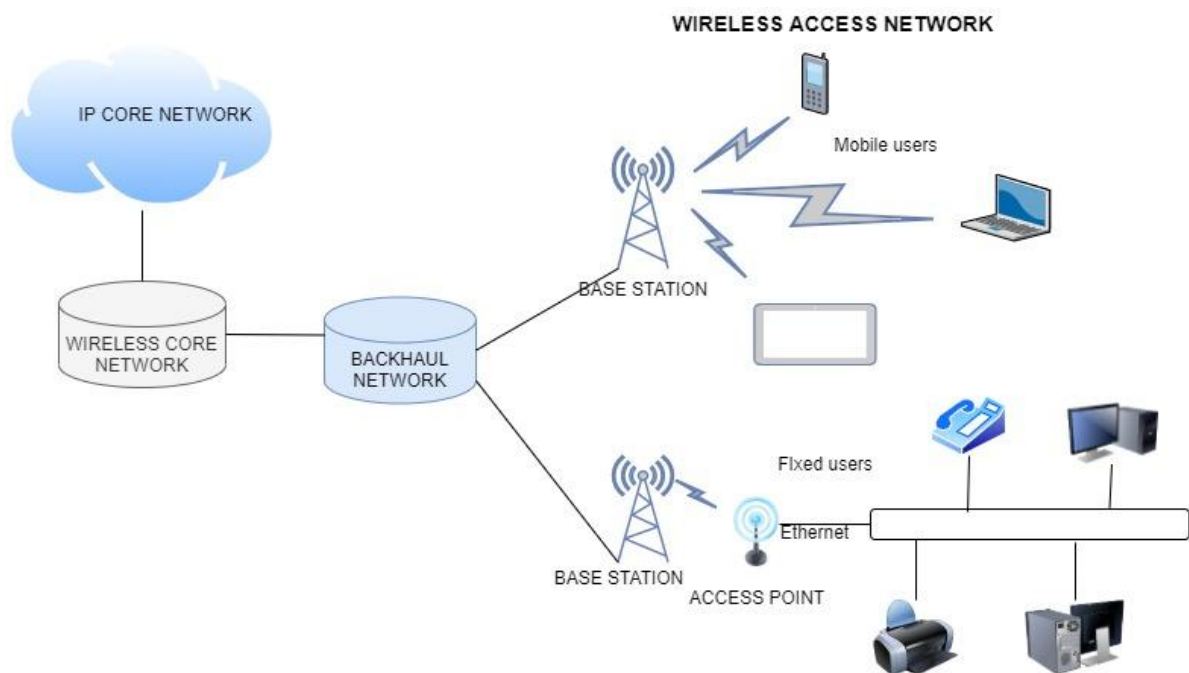 WIRELESS ACCESS NETWORK
IP CORE NETWORK
Mobile users
BASE STATION
WIRELESS CORE
NETWORK
BACKHAUL
NETWORK
FIxed users
Ethernet
BASE STATION
ACCESS POINT